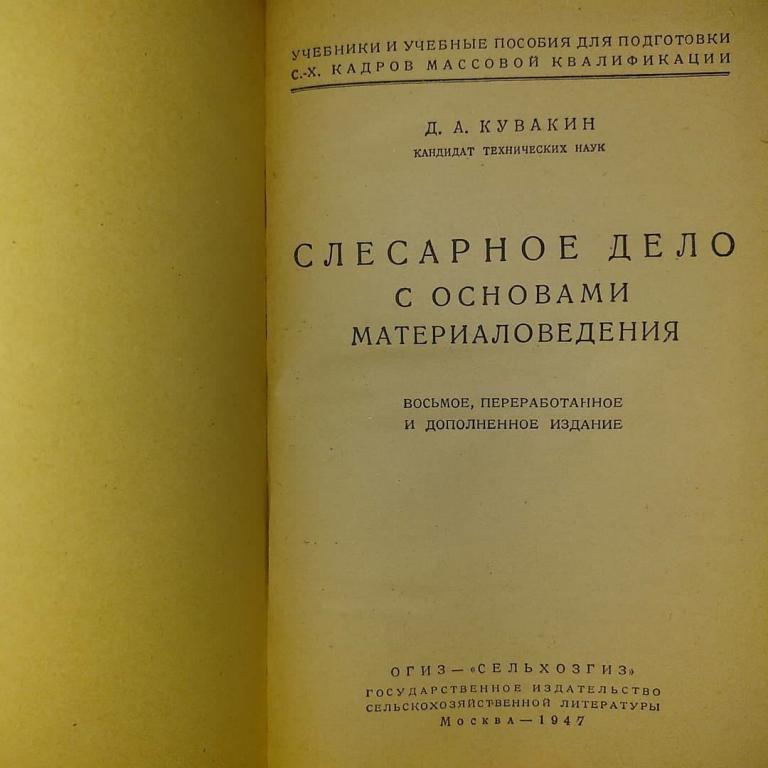 УЧЕБНИКИ И УЧЕБНЫЕ ПОСОБИЯ ДЛЯ ПОДГОТОВКИ
С.-Х. КАДРОВ МАССОВОЙ КВАЛИФИКАЦИИ
Д. А. КУВАКИН
КАНДИДАТ ТЕХНИЧЕСКИХ НАУК
СЛЕСАРНОЕ ДЕЛО
С ОСНОВАМИ
МАТЕРИАЛОВЕДЕНИЯ
ВОСЬМОЕ, ПЕРЕРАБОТАННОЕ
И ДОПОЛНЕННОЕ ИЗДАНИЕ
ОГИЗ—«СЕЛЬХОЗГИЗ»
ГОСУДАРСТВЕННОЕ ИЗДАТЕЛЬСТВО
СЕЛЬСКОХОЗЯЙСТВЕННОЙ ЛИТЕРАТУРЫ
Москва—1947